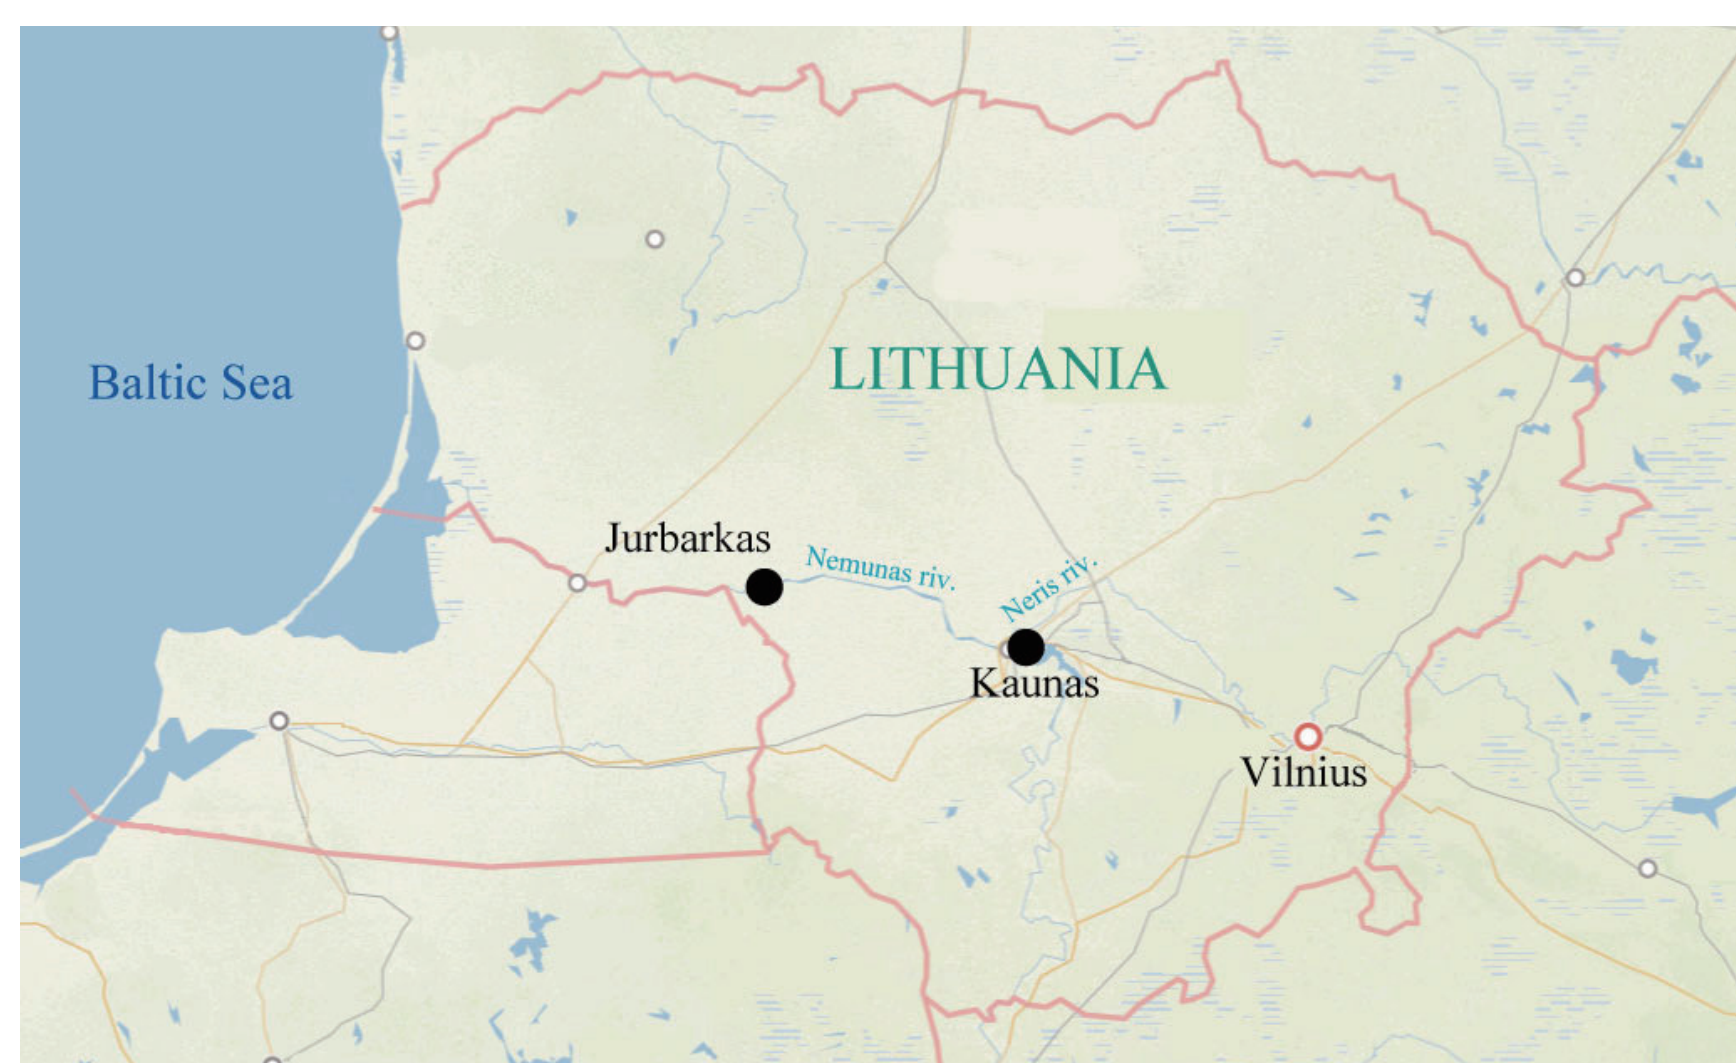 LITHUANIA
Baltic Sea
Jurbarkas
Nemunas riv.
Neris riv.
Kaunas
Vilnius